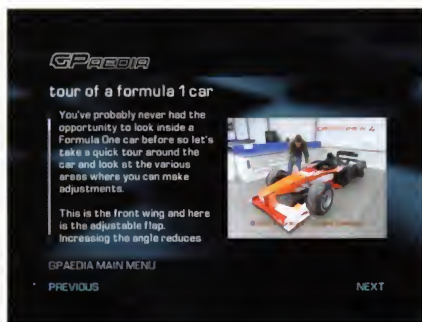 GPAEDIA
tour of a formula 1 car
You've probably never had the
opportunity to look inside a
Formula One car before so let's
take a quick tour around the
car and look at the various
areas where you can make
adjustments.
This is the front wing and here
is the adjustable flap.
Increasing the angle reduces
GPAEDIA MAIN MENU
PREVIOUS
NEXT